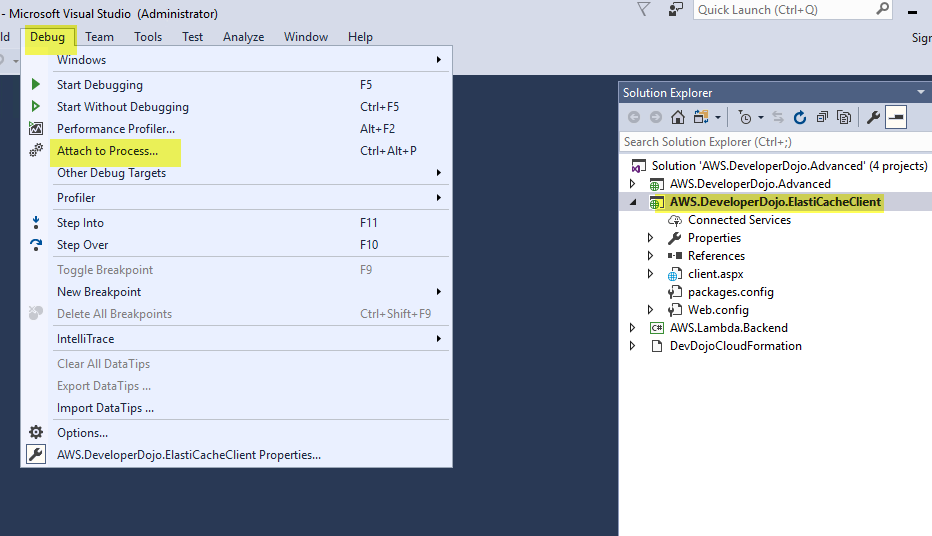 - Microsoft Visual Studio (Administrator)
Quick Launch (Ctrl+Q)
ld Debug Team Tools Test Analyze Window Help
Sign
Windows
Start Debugging F5
Start Without Debugging Ctrl+F5
Performance Profiler... Alt+F2
Attach to Process... Ctrl+Alt+P
Other Debug Targets
Profiler
Step Into F11
Step Over F10
Toggle Breakpoint F9
New Breakpoint
Delete All Breakpoints Ctrl+Shift+F9
IntelliTrace
Clear All DataTips
Export DataTips ...
Import DataTips ...
Options...
AWS.DeveloperDojo.ElastiCacheClient Properties...
Solution Explorer
Search Solution Explorer (Ctrl+;)
Solution 'AWS.DeveloperDojo.Advanced' (4 projects)
AWS.DeveloperDojo.Advanced
AWS.DeveloperDojo.ElastiCacheClient
Connected Services
Properties
References
client.aspx
packages.config
Web.config
C# AWS.Lambda.Backend
DevDojoCloudFormation